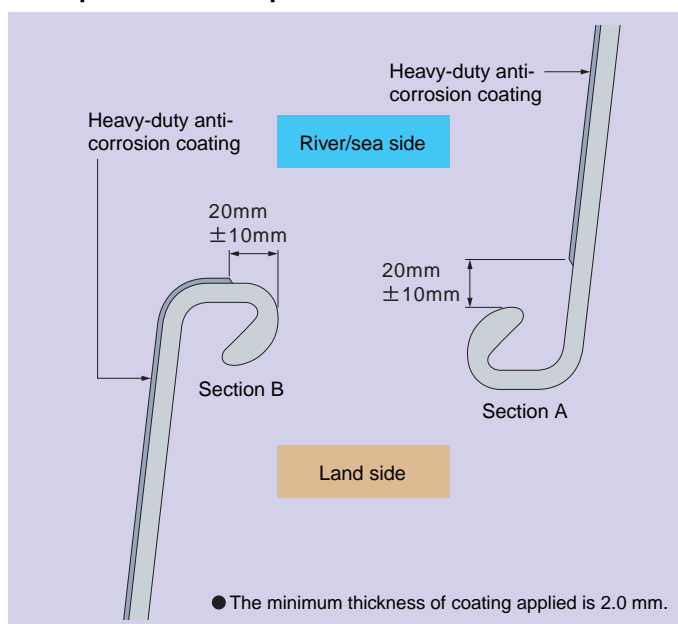 Heavy-duty anti-
corrosion coating
Heavy-duty anti-
corrosion coating
River/sea side
20mm
±10mm
20mm
±10mm
Section B
Section A
Land side
● The minimum thickness of coating applied is 2.0 mm.